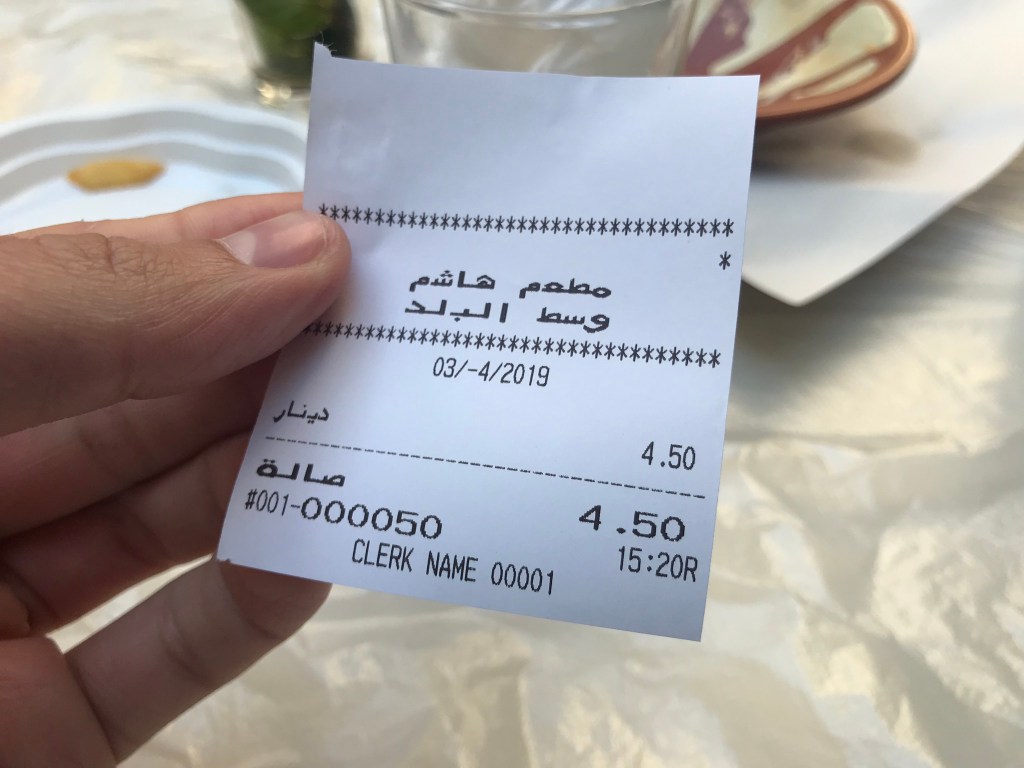 ************************************
*
مطعم هاشم
وسط البلد
************************************
03/-4/2019
دينار 4.50
------------------------------------------------
صالة 4.50
#001-000050 15:20R
CLERK NAME 00001